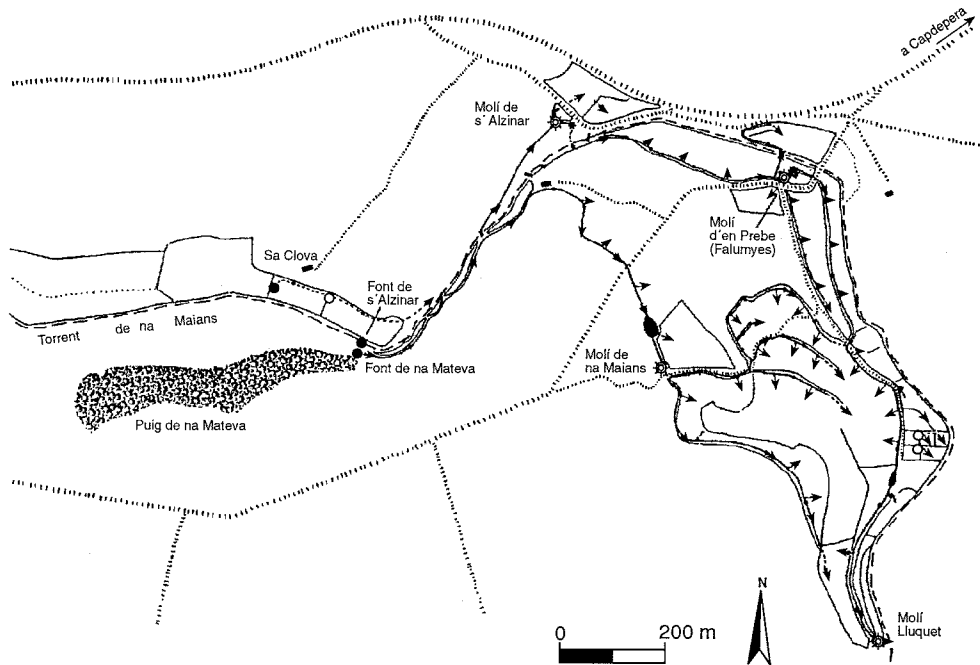 a Capdepera
Molí de
s´Alzinar
Molí
d´en Prebe
(Falumyes)
Sa Clova
Font de
s´Alzinar
Torrent de na Maians
Font de na Mateva
Molí de
na Maians
Puig de na Mateva
N
0 200 m
Molí
Lluquet